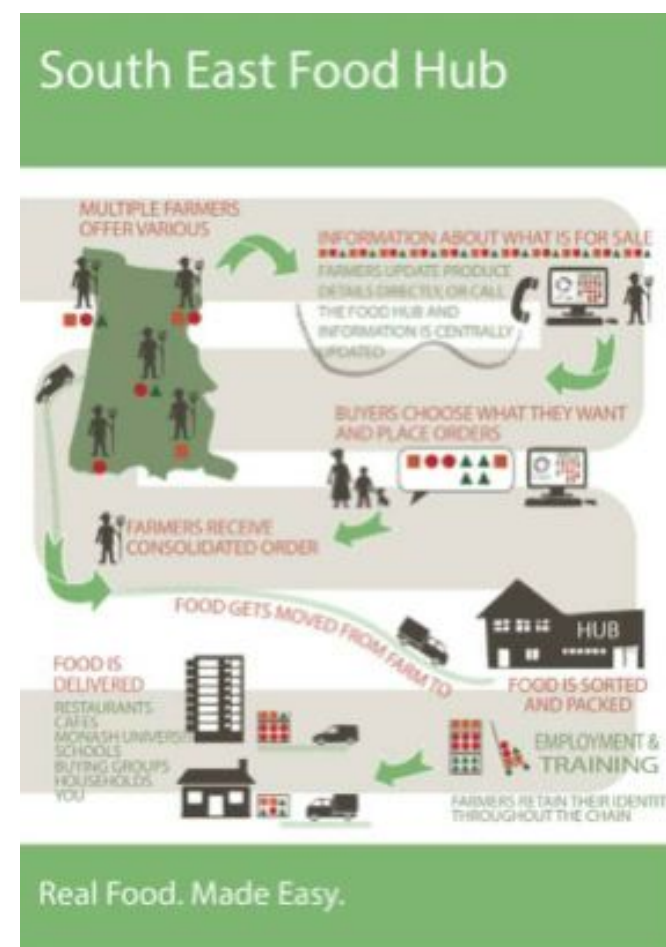 South East Food Hub
MULTIPLE FARMERS
OFFER VARIOUS
INFORMATION ABOUT WHAT IS FOR SALE
FARMERS UPDATE PRODUCT
DETAILS DIRECTLY, OR CALL
THE FOOD HUB AND
INFORMATION IS CENTRALLY
UPDATED
BUYERS CHOOSE WHAT THEY WANT
AND PLACE ORDERS
FARMERS RECEIVE
CONSOLIDATED ORDER
FOOD GETS MOVED FROM FARM TO
HUB
FOOD IS SORTED
AND PACKED
FOOD IS
DELIVERED
RESTAURANTS
CAFES
MONASH UNIVERSI
SCHOOLS
BUYING GROUPS
HOUSEHOLDS
YOU
EMPLOYMENT &
TRAINING
FARMERS RETAIN THEIR IDENTIT
THROUGHOUT THE CHAIN
Real Food. Made Easy.